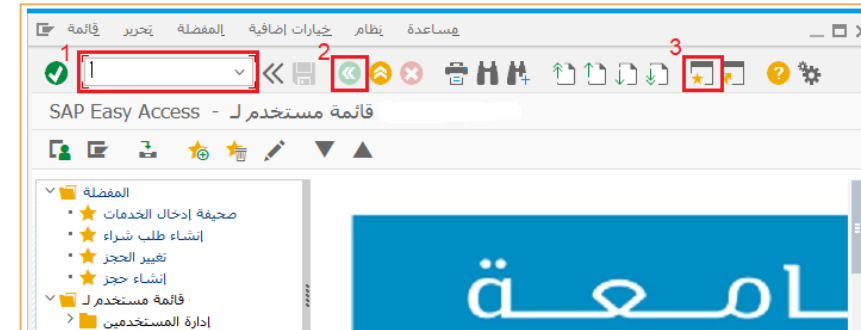 قائمة تحرير المفضلة خيارات إضافية نظام مساعدة
1 2 3
1
SAP Easy Access - قائمة مستخدم لـ
المفضلة
صحيفة إدخال الخدمات
إنشاء طلب شراء
تغيير الحجز
إنشاء حجز
قائمة مستخدم لـ
إدارة المستخدمين
امعة